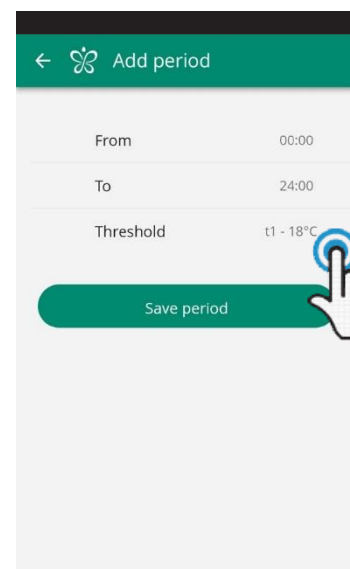 Add period
From 00:00
To 24:00
Threshold t1 - 18°C
Save period